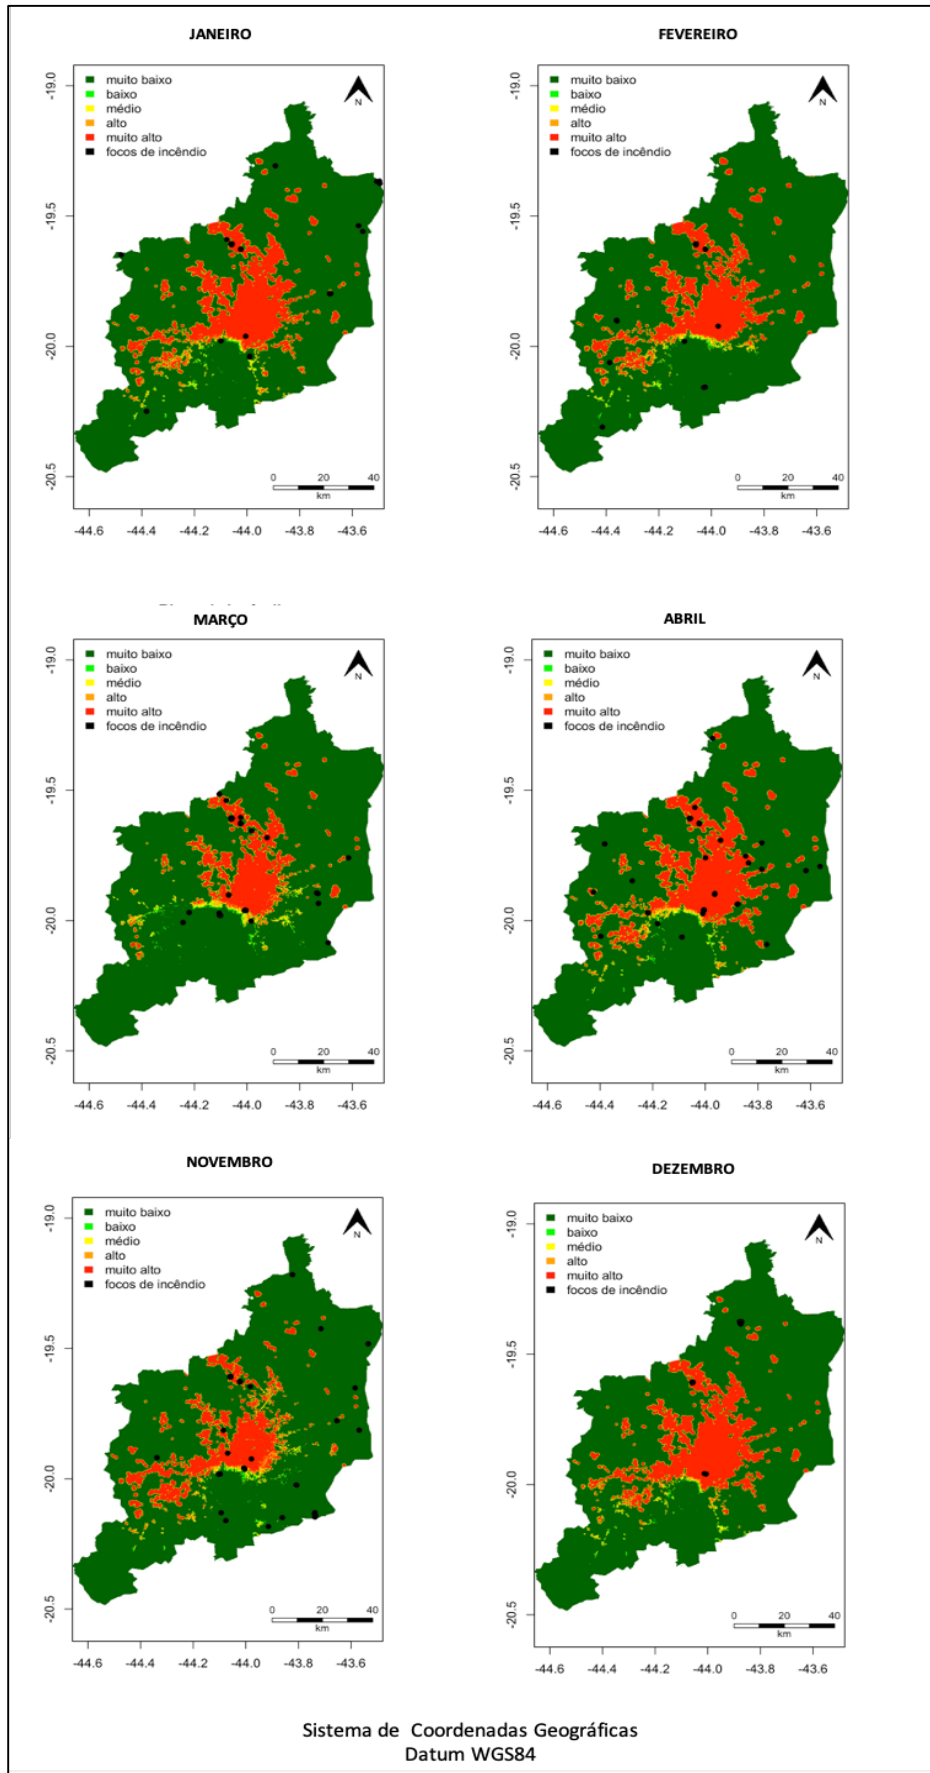 JANEIRO
muito baixo
baixo
médio
alto
muito alto
focos de incêndio
N
-19.0
-19.5
-20.0
-20.5
0 20 40
km
-44.6 -44.4 -44.2 -44.0 -43.8 -43.6
FEVEREIRO
muito baixo
baixo
médio
alto
muito alto
focos de incêndio
N
-19.0
-19.5
-20.0
-20.5
0 20 40
km
-44.6 -44.4 -44.2 -44.0 -43.8 -43.6
MARÇO
muito baixo
baixo
médio
alto
muito alto
focos de incêndio
N
-19.0
-19.5
-20.0
-20.5
0 20 40
km
-44.6 -44.4 -44.2 -44.0 -43.8 -43.6
ABRIL
muito baixo
baixo
médio
alto
muito alto
focos de incêndio
N
-19.0
-19.5
-20.0
-20.5
0 20 40
km
-44.6 -44.4 -44.2 -44.0 -43.8 -43.6
NOVEMBRO
muito baixo
baixo
médio
alto
muito alto
focos de incêndio
N
-19.0
-19.5
-20.0
-20.5
0 20 40
km
-44.6 -44.4 -44.2 -44.0 -43.8 -43.6
DEZEMBRO
muito baixo
baixo
médio
alto
muito alto
focos de incêndio
N
-19.0
-19.5
-20.0
-20.5
0 20 40
km
-44.6 -44.4 -44.2 -44.0 -43.8 -43.6
Sistema de Coordenadas Geográficas
Datum WGS84